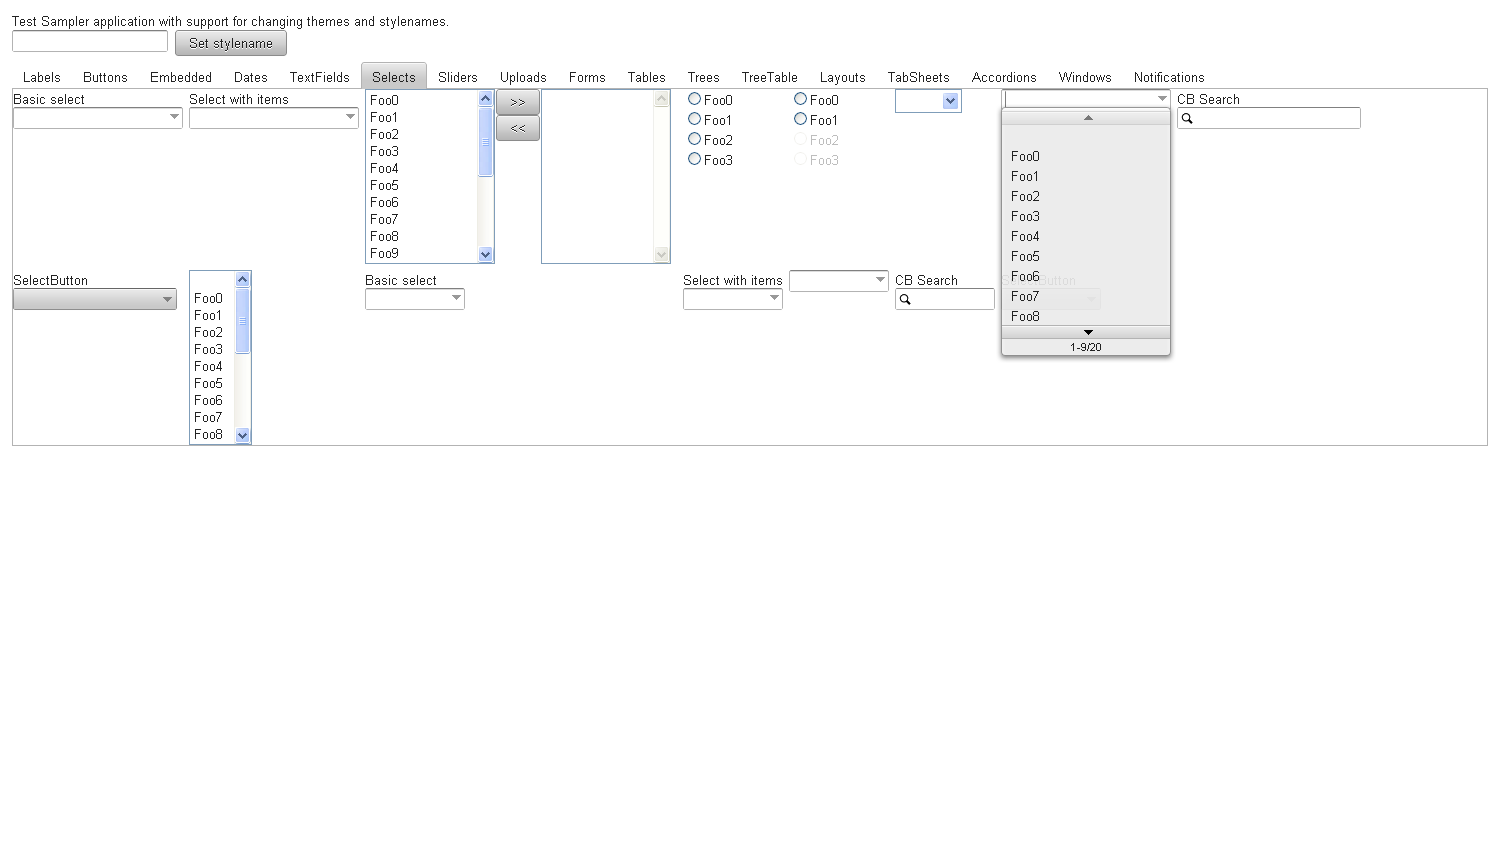 Test Sampler application with support for changing themes and stylenames.
Set stylename
Labels Buttons Embedded Dates TextFields Selects Sliders Uploads Forms Tables Trees TreeTable Layouts TabSheets Accordions Windows Notifications
Basic select
Select with items
Foo0
Foo1
Foo2
Foo3
Foo4
Foo5
Foo6
Foo7
Foo8
Foo9
>>
<<
Foo0
Foo1
Foo2
Foo3
Foo0
Foo1
Foo2
Foo3
Foo0
Foo1
Foo2
Foo3
Foo4
Foo5
Foo6
Foo7
Foo8
1-9/20
CB Search
SelectButton
Foo0
Foo1
Foo2
Foo3
Foo4
Foo5
Foo6
Foo7
Foo8
Basic select
Select with items
CB Search